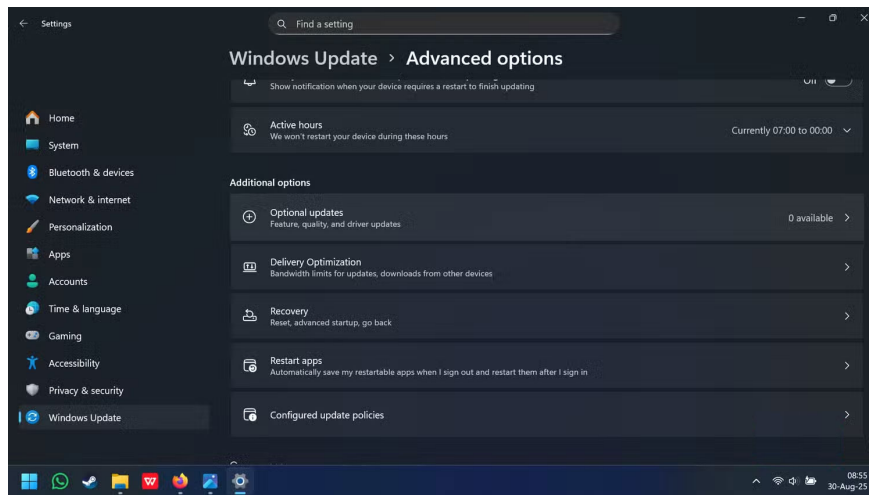 Settings
Find a setting
Windows Update > Advanced options
Show notification when your device requires a restart to finish updating
Home
Active hours
We won't restart your device during these hours
Currently 07:00 to 00:00
System
Bluetooth & devices
Additional options
Network & internet
Optional updates
Feature, quality, and driver updates
0 available
Personalization
Apps
Delivery Optimization
Bandwidth limits for updates, downloads from other devices
Accounts
Time & language
Recovery
Reset, advanced startup, go back
Gaming
Accessibility
Restart apps
Automatically save my restartable apps when I sign out and restart them after I sign in
Privacy & security
Windows Update
Configured update policies
W
08:55
30-Aug-25